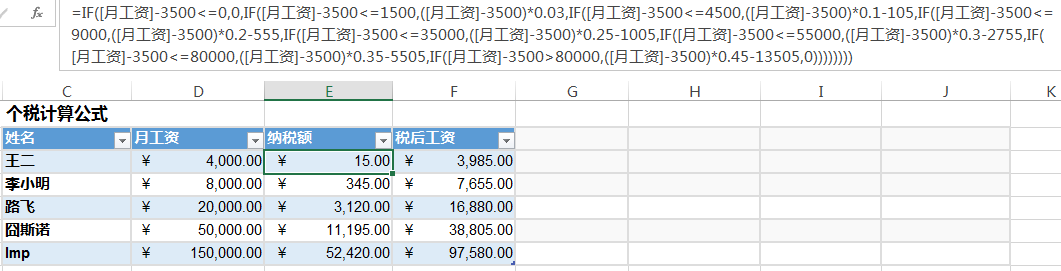 fx
=IF([月工资]-3500<=0,0,IF([月工资]-3500<=1500,([月工资]-3500)*0.03,IF([月工资]-3500<=4500,([月工资]-3500)*0.1-105,IF([月工资]-3500<=
9000,([月工资]-3500)*0.2-555,IF([月工资]-3500<=35000,([月工资]-3500)*0.25-1005,IF([月工资]-3500<=55000,([月工资]-3500)*0.3-2755,IF(
[月工资]-3500<=80000,([月工资]-3500)*0.35-5505,IF([月工资]-3500>80000,([月工资]-3500)*0.45-13505,0))))))))
C D E F G H I J K
个税计算公式
姓名 月工资 纳税额 税后工资
王二 ¥ 4,000.00 ¥ 15.00 ¥ 3,985.00
李小明 ¥ 8,000.00 ¥ 345.00 ¥ 7,655.00
路飞 ¥ 20,000.00 ¥ 3,120.00 ¥ 16,880.00
囧斯诺 ¥ 50,000.00 ¥ 11,195.00 ¥ 38,805.00
Imp ¥ 150,000.00 ¥ 52,420.00 ¥ 97,580.00